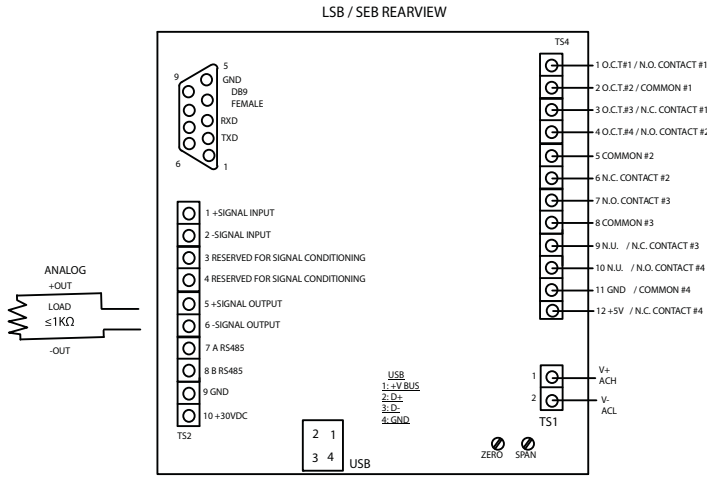 LSB / SEB REARVIEW
TS4
5
9
GND
DB9
FEMALE
RXD
TXD
6
1
1 O.C.T.#1 / N.O. CONTACT #1
2 O.C.T.#2 / COMMON #1
3 O.C.T.#3 / N.C. CONTACT #1
4 O.C.T.#4 / N.O. CONTACT #2
5 COMMON #2
6 N.C. CONTACT #2
7 N.O. CONTACT #3
8 COMMON #3
9 N.U. / N.C. CONTACT #3
10 N.U. / N.O. CONTACT #4
11 GND / COMMON #4
12 +5V / N.C. CONTACT #4
1 +SIGNAL INPUT
2 -SIGNAL INPUT
3 RESERVED FOR SIGNAL CONDITIONING
4 RESERVED FOR SIGNAL CONDITIONING
5 +SIGNAL OUTPUT
6 -SIGNAL OUTPUT
7 A RS485
8 B RS485
9 GND
10 +30VDC
TS2
ANALOG
+OUT
LOAD
≤1KΩ
-OUT
USB
1: +V BUS
2: D+
3: D-
4: GND
2 1
3 4
USB
1
2
V+
ACH
V-
ACL
TS1
ZERO
SPAN